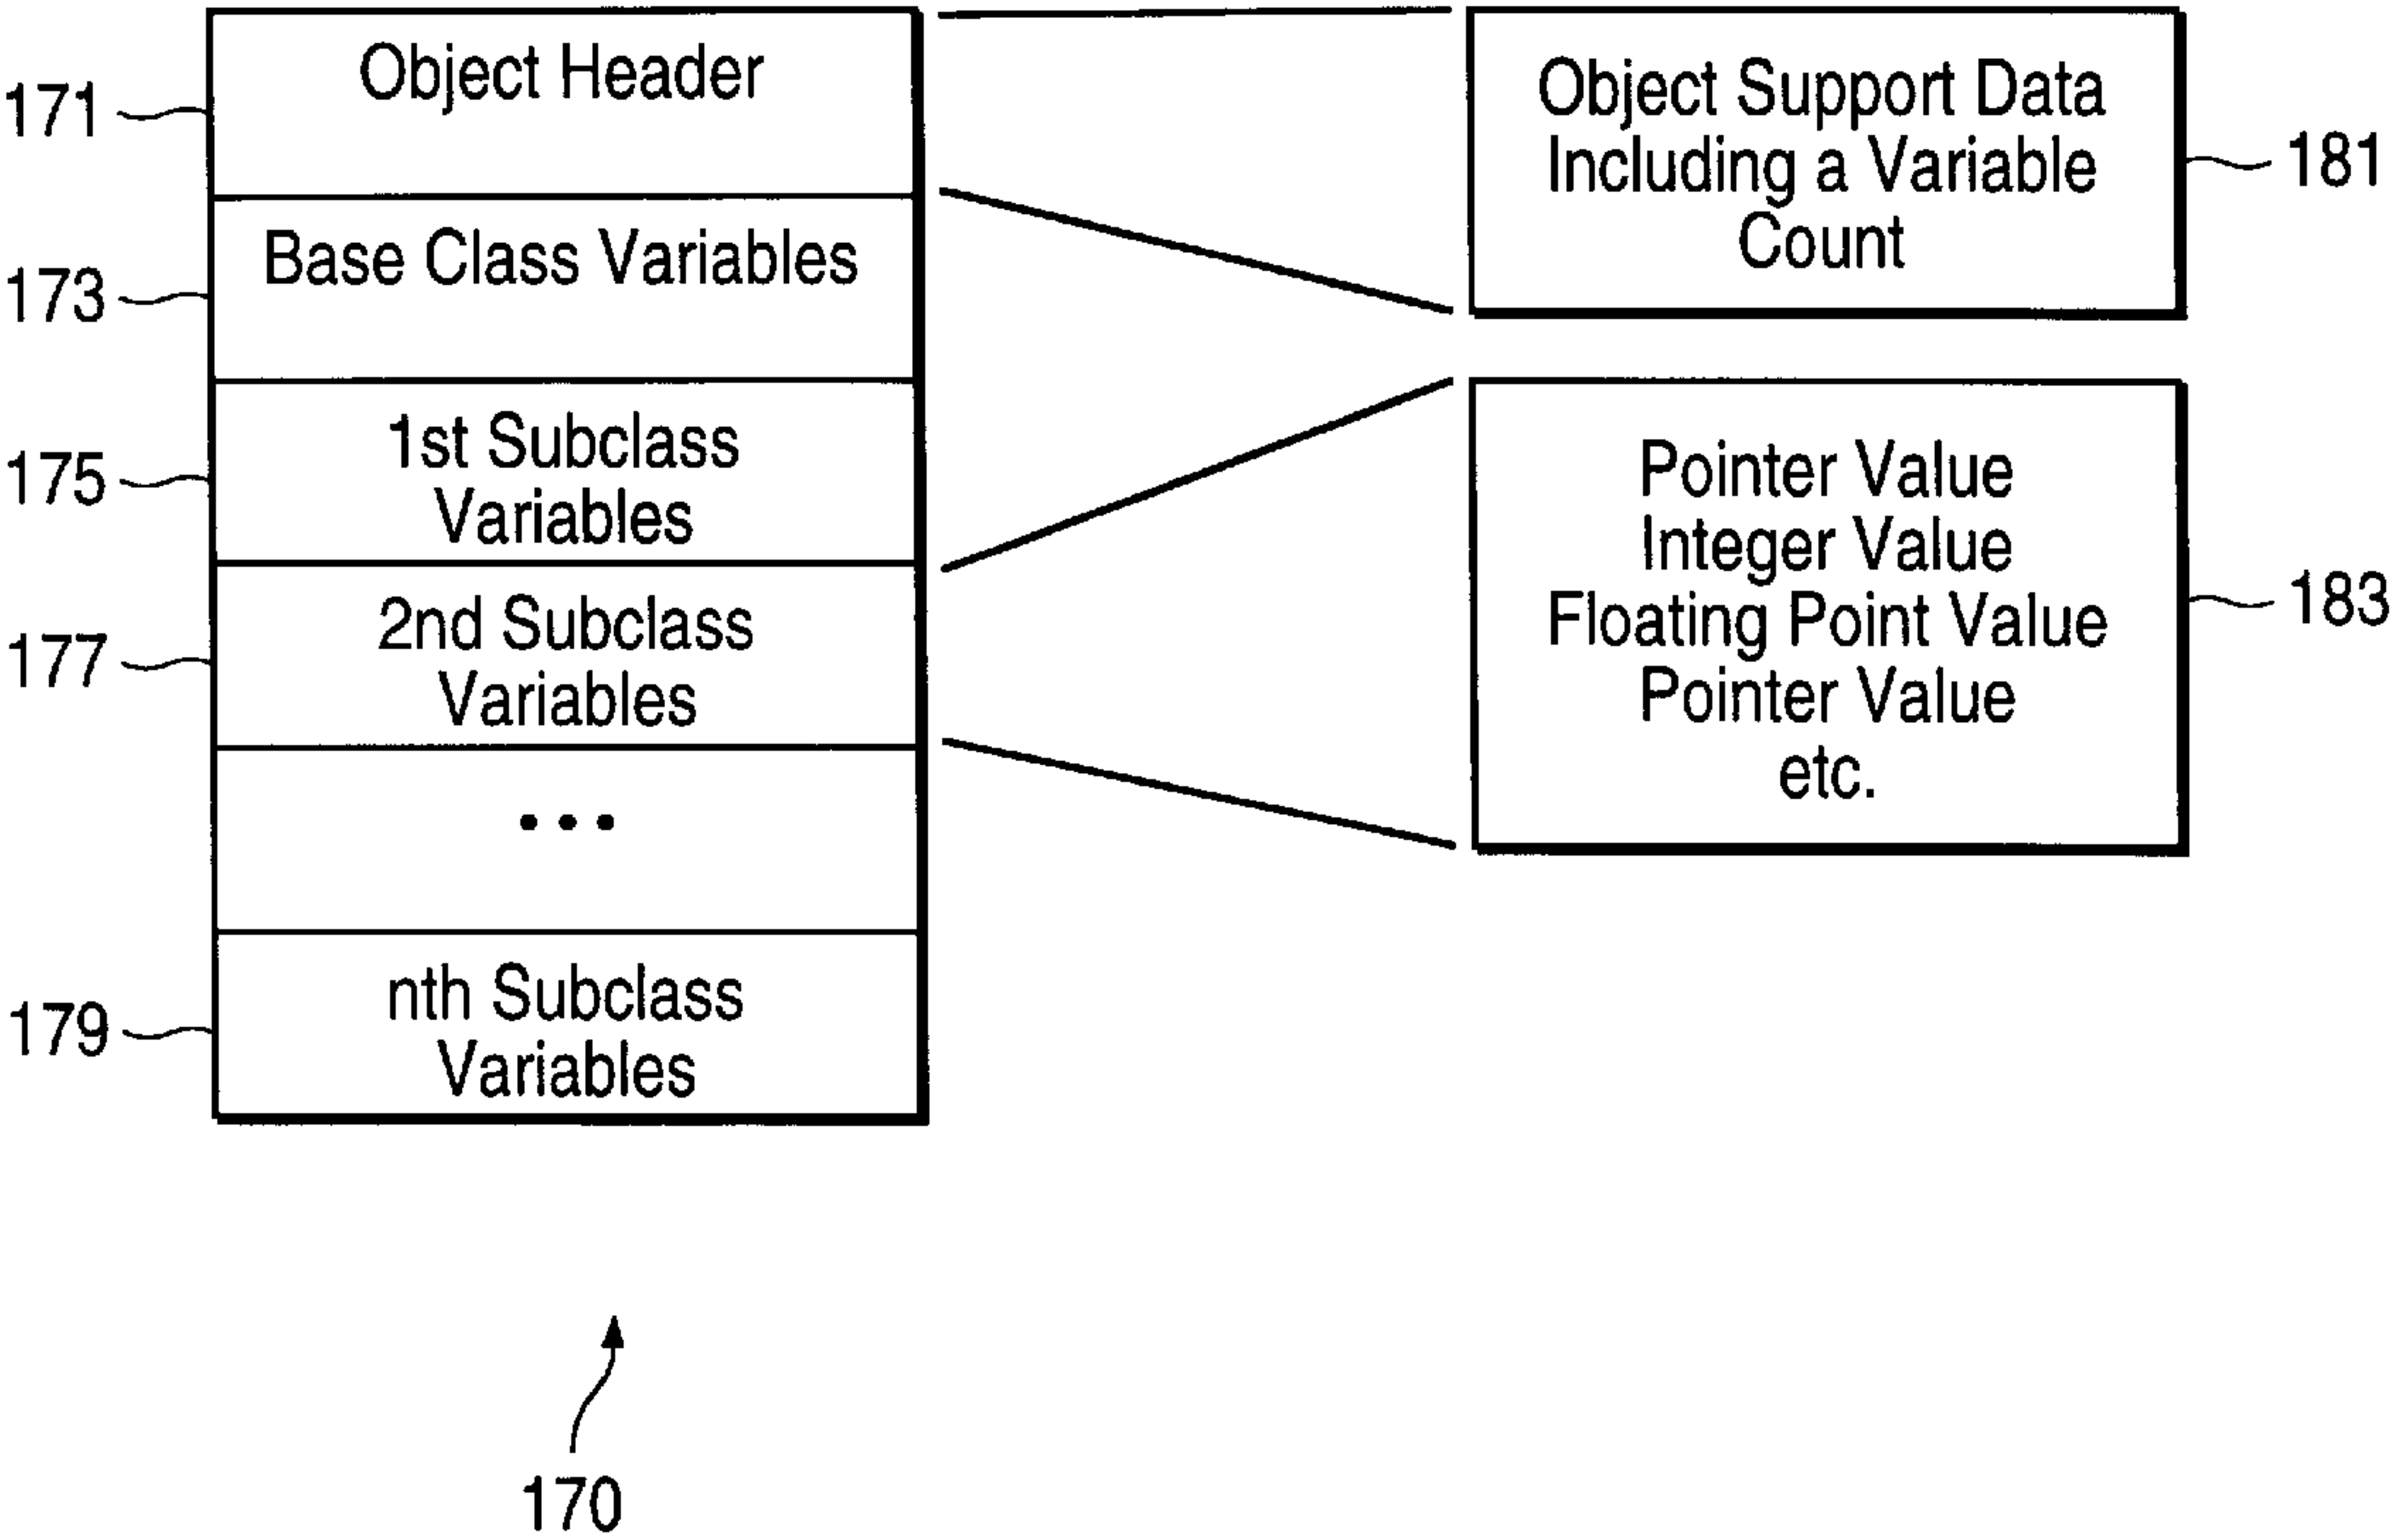 Object Header
171
Base Class Variables
173
1st Subclass
Variables
175
2nd Subclass
Variables
177
• • •
nth Subclass
Variables
179
Object Support Data
Including a Variable
Count
181
Pointer Value
Integer Value
Floating Point Value
Pointer Value
etc.
183
170